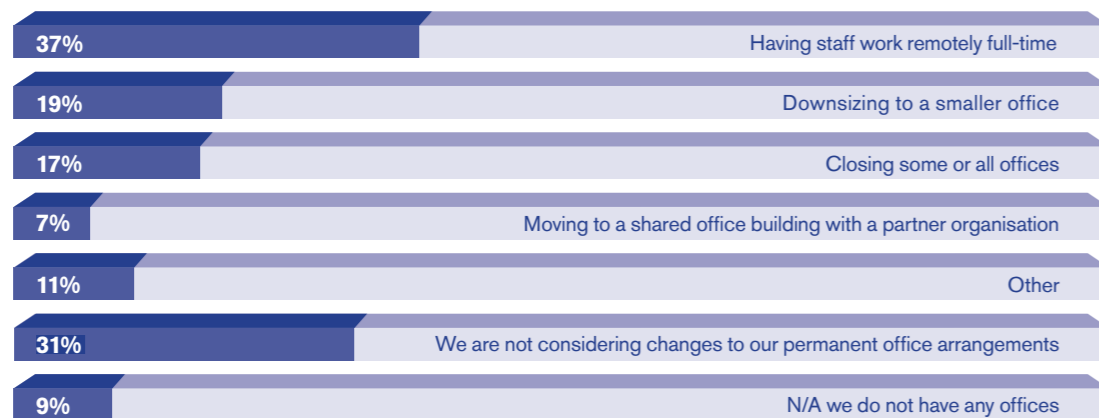 37% Having staff work remotely full-time
19% Downsizing to a smaller office
17% Closing some or all offices
7% Moving to a shared office building with a partner organisation
11% Other
31% We are not considering changes to our permanent office arrangements
9% N/A we do not have any offices